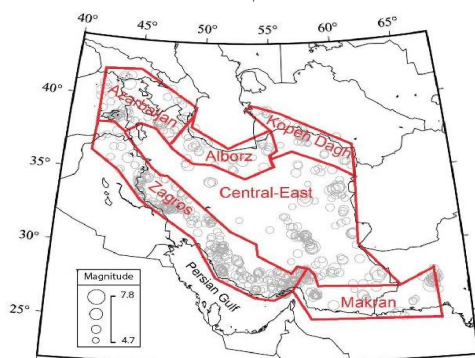 40° 45° 50° 55° 60° 65°
40°
35°
30°
25°
Azarbaijan
Kopeh Dagh
Alborz
Central-East
Zagros
Persian Gulf
Makran
Magnitude
7.8
4.7